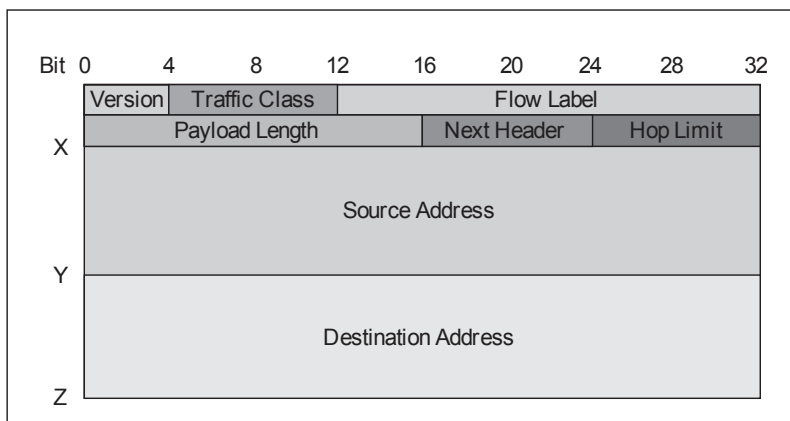 Bit 0 4 8 12 16 20 24 28 32
Version Traffic Class Flow Label
Payload Length Next Header Hop Limit
X
Source Address
Y
Destination Address
Z